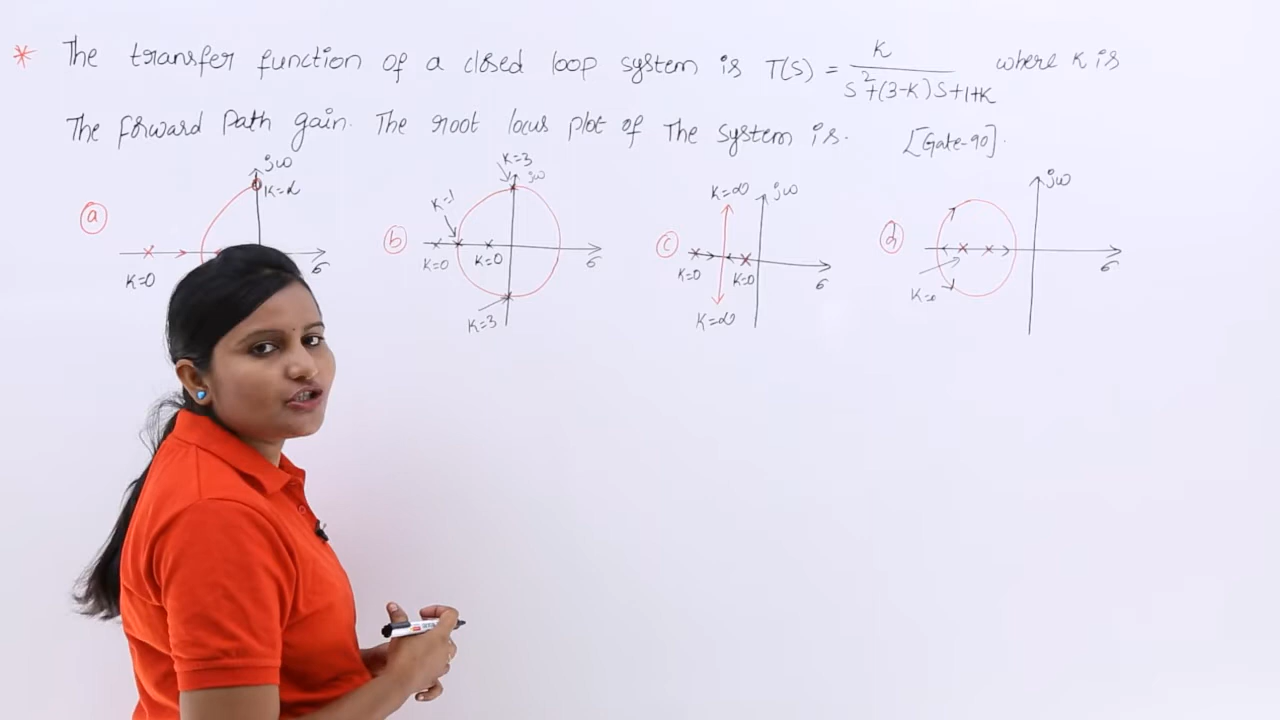 * The transfer function of a closed loop system is T(s) = K / s²+(3-K)s+1+K where K is
The forward Path gain. The root locus plot of The system is. [Gate-90].
(a) jω K=∞ K=0 σ
(b) K=3 jω K=1 K=0 K=0 σ K=3
(c) K=∞ jω K=0 K=0 σ K=∞
(d) jω K=0 σ